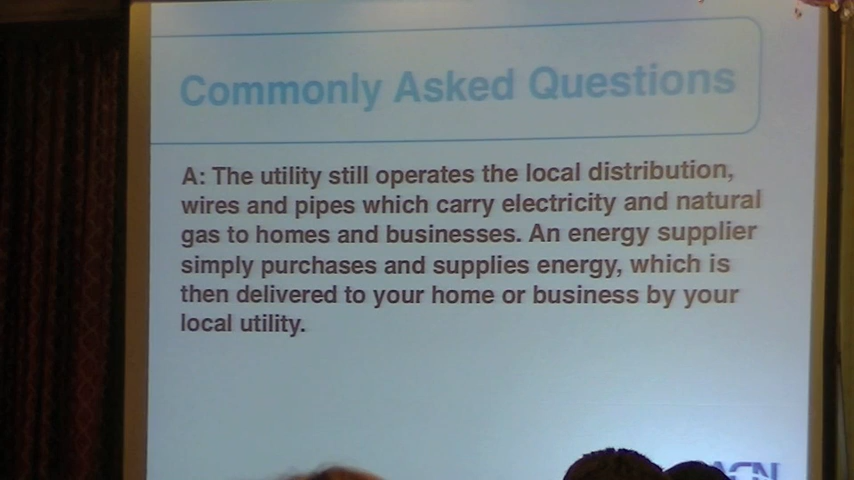 Commonly Asked Questions
A: The utility still operates the local distribution,
wires and pipes which carry electricity and natural
gas to homes and businesses. An energy supplier
simply purchases and supplies energy, which is
then delivered to your home or business by your
local utility.
ACN